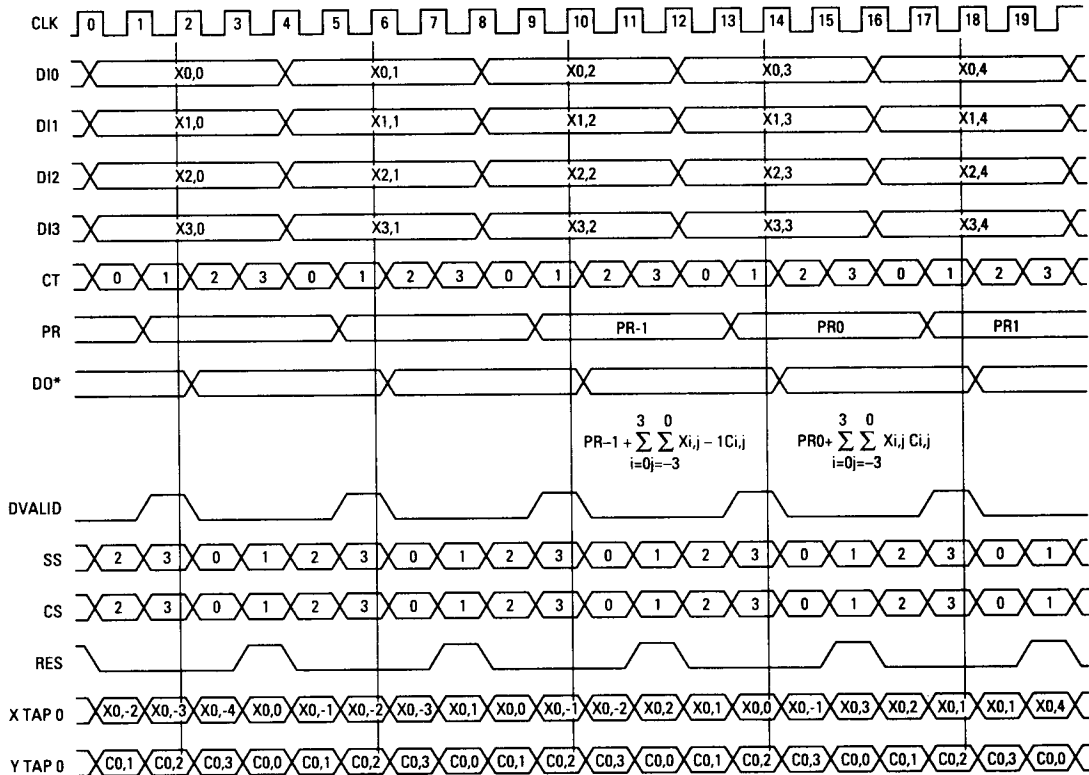 CLK 0 1 2 3 4 5 6 7 8 9 10 11 12 13 14 15 16 17 18 19
DI0 X0,0 X0,1 X0,2 X0,3 X0,4
DI1 X1,0 X1,1 X1,2 X1,3 X1,4
DI2 X2,0 X2,1 X2,2 X2,3 X2,4
DI3 X3,0 X3,1 X3,2 X3,3 X3,4
CT 0 1 2 3 0 1 2 3 0 1 2 3 0 1 2 3 0 1 2 3
PR PR-1 PR0 PR1
DO*
3 0 3 0
PR–1 + ∑ ∑ Xi,j – 1Ci,j PR0+ ∑ ∑ Xi,j Ci,j
i=0j=–3 i=0j=–3
DVALID
SS 2 3 0 1 2 3 0 1 2 3 0 1 2 3 0 1 2 3 0 1
CS 2 3 0 1 2 3 0 1 2 3 0 1 2 3 0 1 2 3 0 1
RES
X TAP 0 X0,-2 X0,-3 X0,-4 X0,0 X0,-1 X0,-2 X0,-3 X0,1 X0,0 X0,-1 X0,-2 X0,2 X0,1 X0,0 X0,-1 X0,3 X0,2 X0,1 X0,1 X0,4
Y TAP 0 C0,1 C0,2 C0,3 C0,0 C0,1 C0,2 C0,3 C0,0 C0,1 C0,2 C0,3 C0,0 C0,1 C0,2 C0,3 C0,0 C0,1 C0,2 C0,3 C0,0